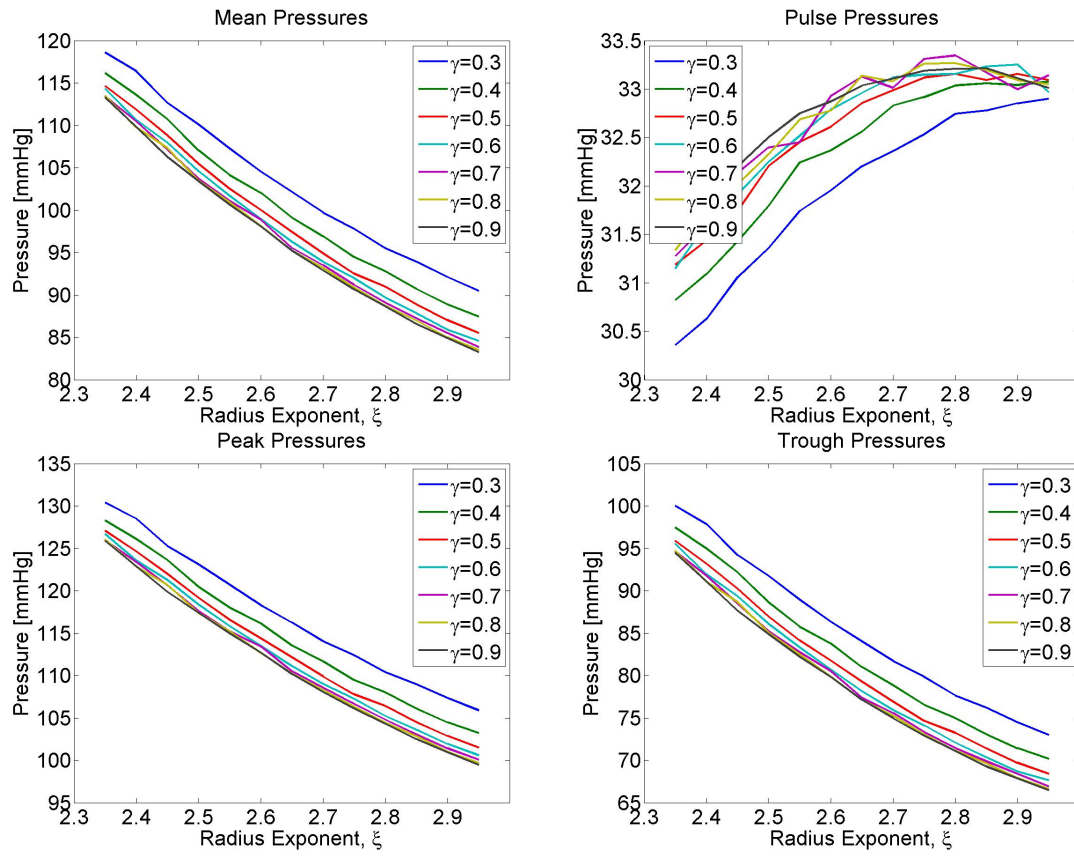 Mean Pressures
Pressure [mmHg]
120
115
110
105
100
95
90
85
80
2.3 2.4 2.5 2.6 2.7 2.8 2.9
Radius Exponent, ξ
γ=0.3
γ=0.4
γ=0.5
γ=0.6
γ=0.7
γ=0.8
γ=0.9
Pulse Pressures
Pressure [mmHg]
33.5
33
32.5
32
31.5
31
30.5
30
2.3 2.4 2.5 2.6 2.7 2.8 2.9
Radius Exponent, ξ
γ=0.3
γ=0.4
γ=0.5
γ=0.6
γ=0.7
γ=0.8
γ=0.9
Peak Pressures
Pressure [mmHg]
135
130
125
120
115
110
105
100
95
2.3 2.4 2.5 2.6 2.7 2.8 2.9
Radius Exponent, ξ
γ=0.3
γ=0.4
γ=0.5
γ=0.6
γ=0.7
γ=0.8
γ=0.9
Trough Pressures
Pressure [mmHg]
105
100
95
90
85
80
75
70
65
2.3 2.4 2.5 2.6 2.7 2.8 2.9
Radius Exponent, ξ
γ=0.3
γ=0.4
γ=0.5
γ=0.6
γ=0.7
γ=0.8
γ=0.9